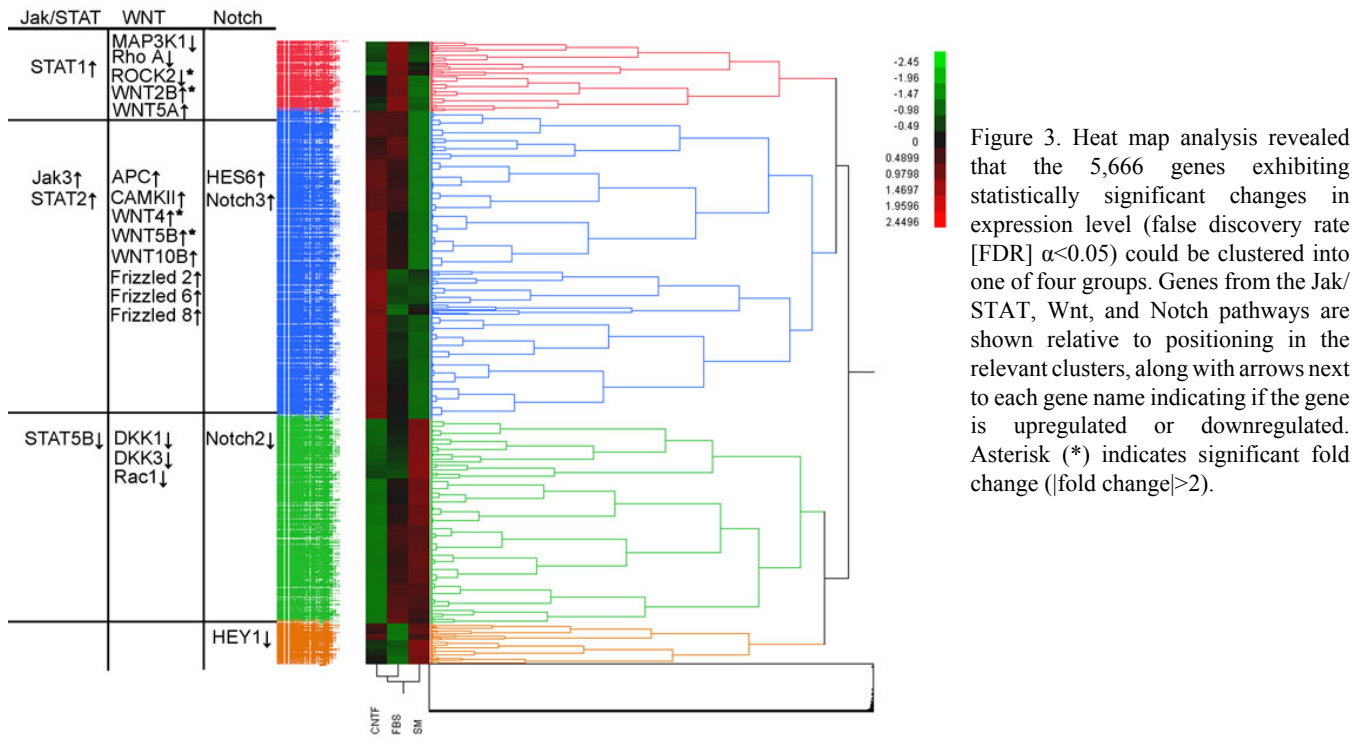 Jak/STAT WNT Notch
MAP3K1↓
Rho A↓
STAT1↑
ROCK2↓*
WNT2B↑*
WNT5A↑
Jak3↑ APC↑ HES6↑
STAT2↑ CAMKII↑ Notch3↑
WNT4↑*
WNT5B↑*
WNT10B↑
Frizzled 2↑
Frizzled 6↑
Frizzled 8↑
STAT5B↓ DKK1↓ Notch2↓
DKK3↓
Rac1↓
HEY1↓
CNTF
FBS
SM
-2.45
-1.96
-1.47
-0.98
-0.49
0
0.4899
0.9798
1.4697
1.9596
2.4496
Figure 3. Heat map analysis revealed
that the 5,666 genes exhibiting
statistically significant changes in
expression level (false discovery rate
[FDR] α<0.05) could be clustered into
one of four groups. Genes from the Jak/
STAT, Wnt, and Notch pathways are
shown relative to positioning in the
relevant clusters, along with arrows next
to each gene name indicating if the gene
is upregulated or downregulated.
Asterisk (*) indicates significant fold
change (|fold change|>2).